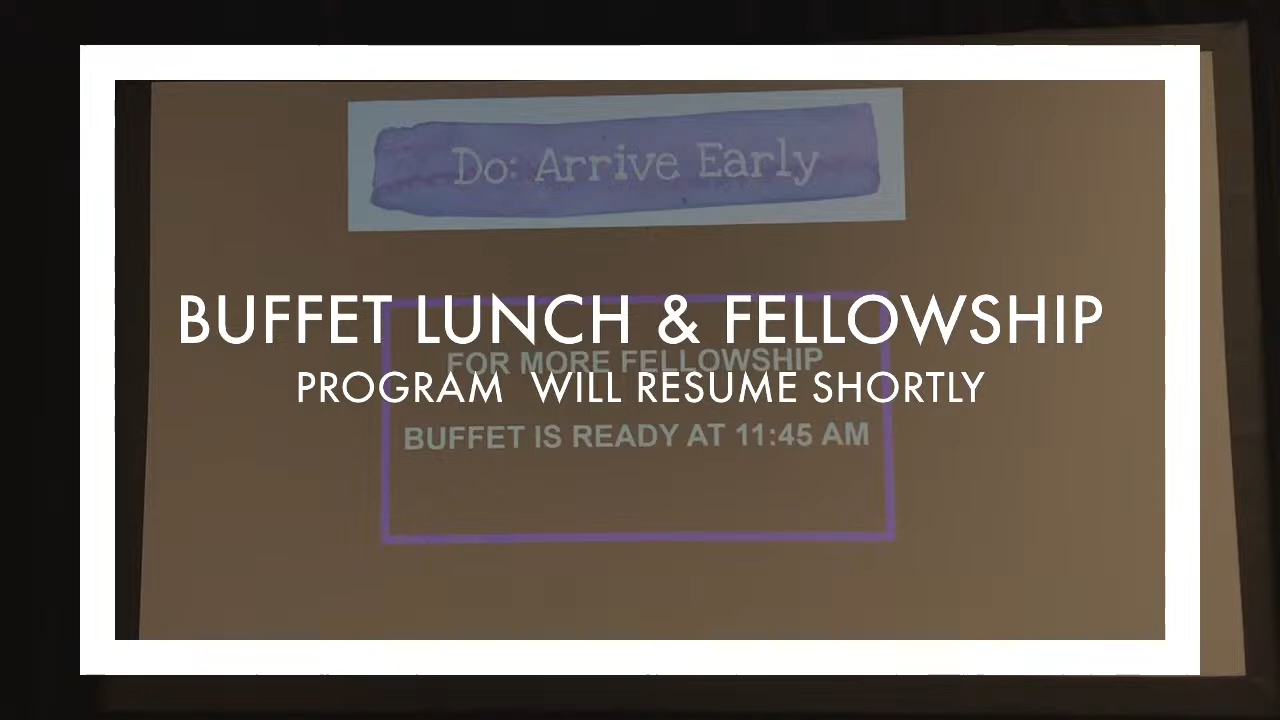 Do: Arrive Early
BUFFET LUNCH & FELLOWSHIP
FOR MORE FELLOWSHIP
PROGRAM WILL RESUME SHORTLY
BUFFET IS READY AT 11:45 AM